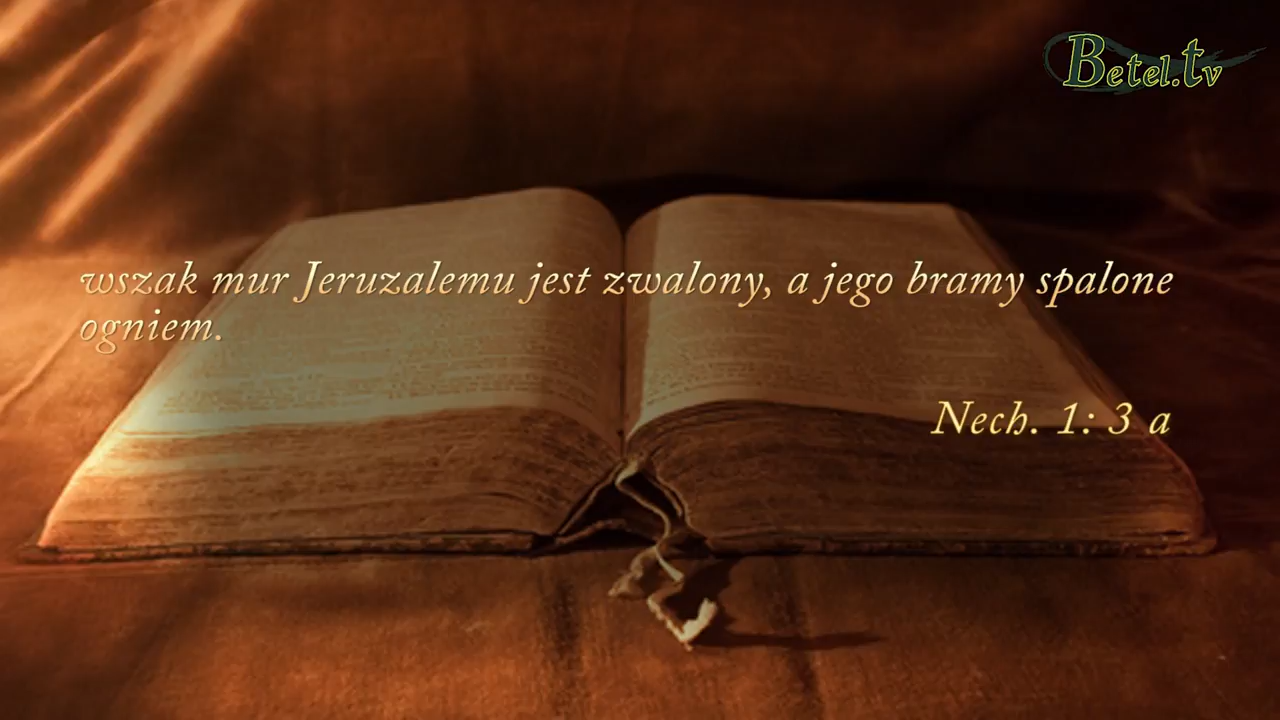 Betel.tv
wszak mur Jeruzalemu jest zwalony, a jego bramy spalone
ogniem.
Nech. 1: 3 a